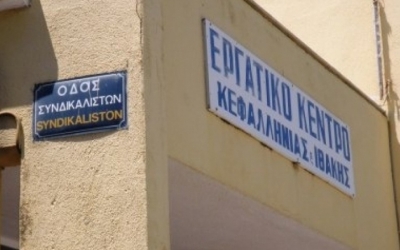 ΟΔΟΣ
ΣΥΝΔΙΚΑΛΙΣΤΩΝ
SYNDIKALISTON
ΕΡΓΑΤΙΚΟ ΚΕΝΤΡΟ
ΚΕΦΑΛΛΗΝΙΑΣ & ΙΘΑΚΗΣ